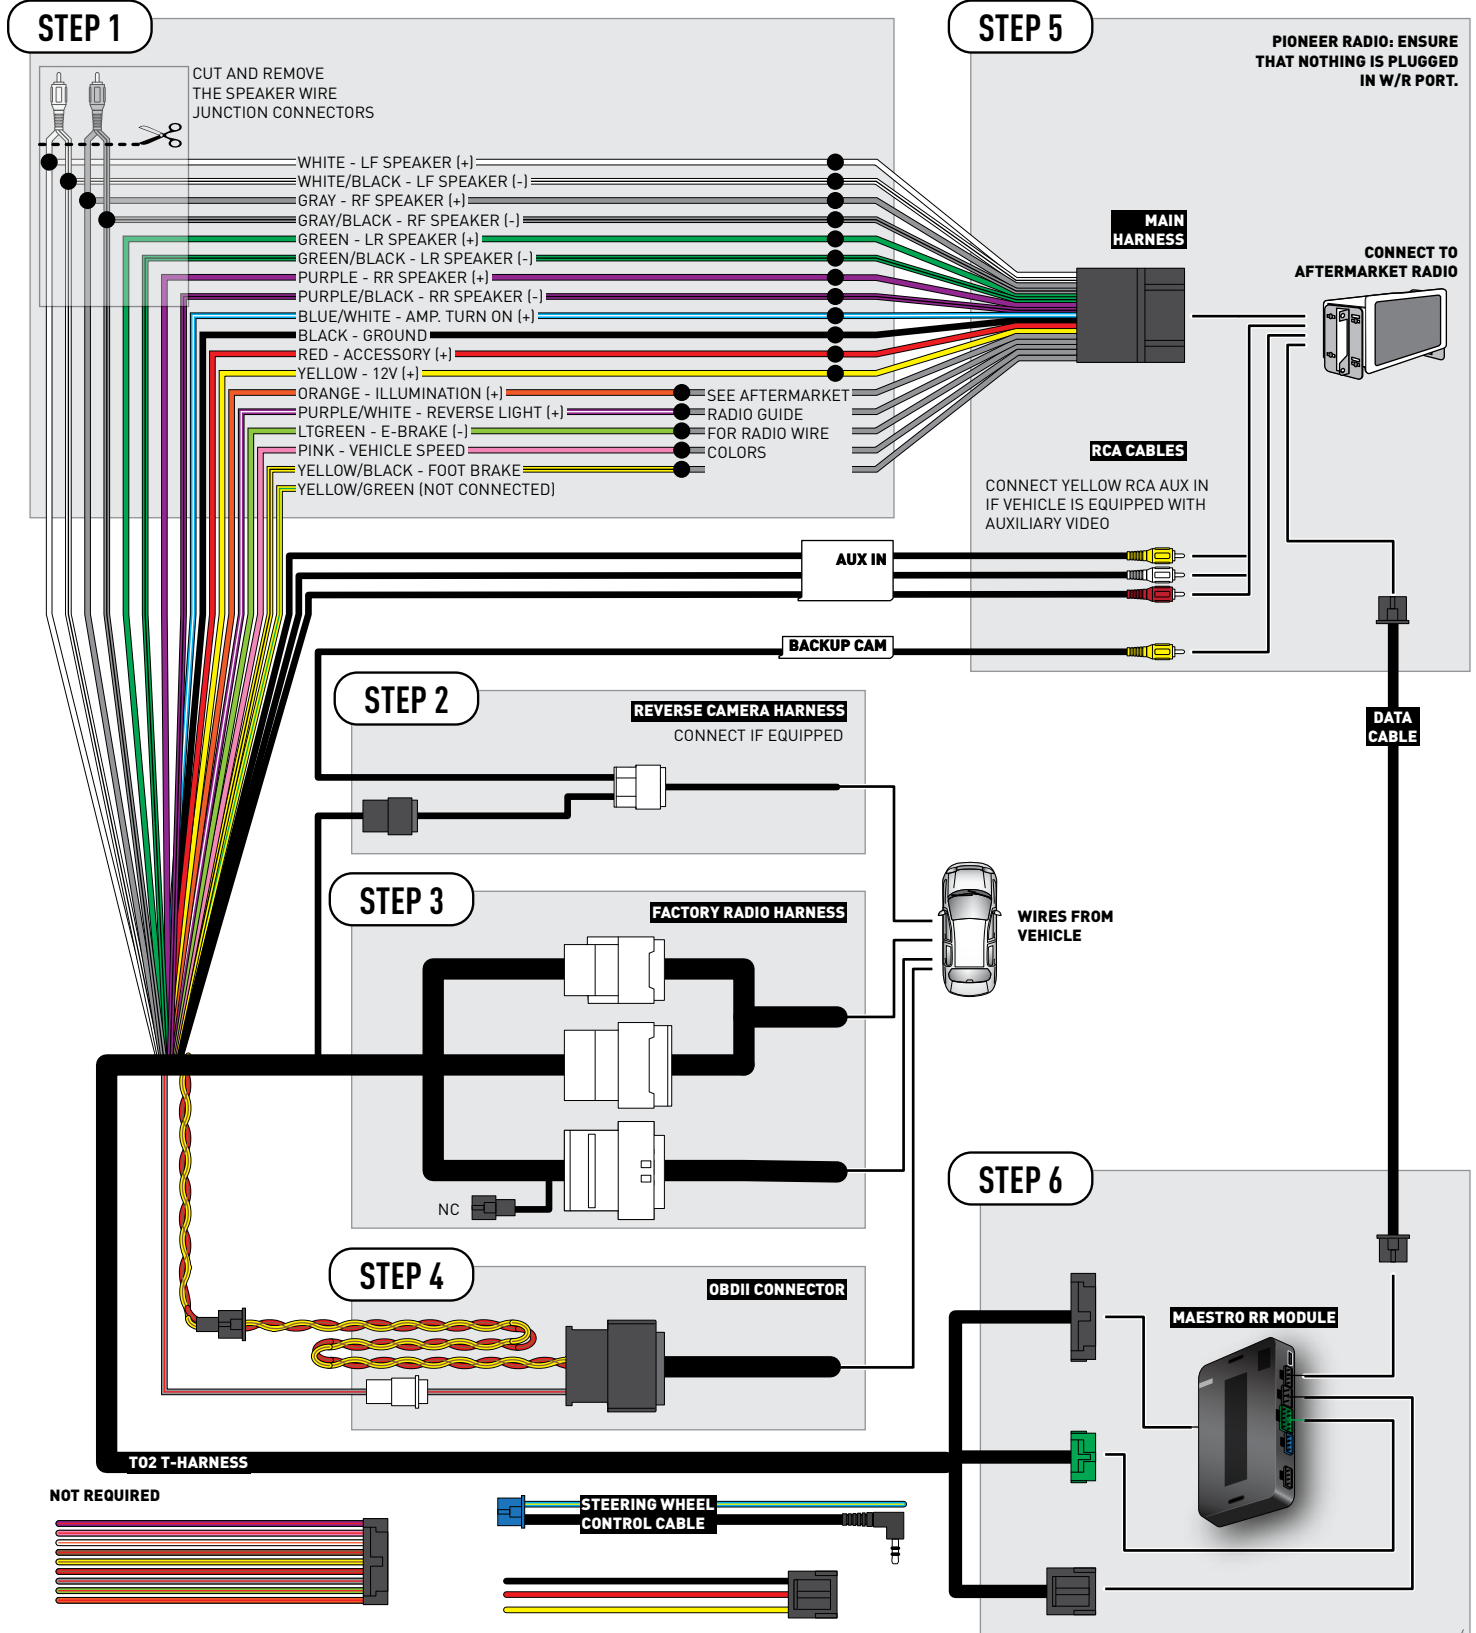 STEP 1
CUT AND REMOVE
THE SPEAKER WIRE
JUNCTION CONNECTORS
WHITE - LF SPEAKER (+)
WHITE/BLACK - LF SPEAKER (-)
GRAY - RF SPEAKER (+)
GRAY/BLACK - RF SPEAKER (-)
GREEN - LR SPEAKER (+)
GREEN/BLACK - LR SPEAKER (-)
PURPLE - RR SPEAKER (+)
PURPLE/BLACK - RR SPEAKER (-)
BLUE/WHITE - AMP. TURN ON (+)
BLACK - GROUND
RED - ACCESSORY (+)
YELLOW - 12V (+)
ORANGE - ILLUMINATION (+)
PURPLE/WHITE - REVERSE LIGHT (+)
LTGREEN - E-BRAKE (-)
PINK - VEHICLE SPEED
YELLOW/BLACK - FOOT BRAKE
YELLOW/GREEN (NOT CONNECTED)
SEE AFTERMARKET
RADIO GUIDE
FOR RADIO WIRE
COLORS
STEP 5
PIONEER RADIO: ENSURE
THAT NOTHING IS PLUGGED
IN W/R PORT.
MAIN
HARNESS
CONNECT TO
AFTERMARKET RADIO
RCA CABLES
CONNECT YELLOW RCA AUX IN
IF VEHICLE IS EQUIPPED WITH
AUXILIARY VIDEO
AUX IN
BACKUP CAM
DATA
CABLE
STEP 2
REVERSE CAMERA HARNESS
CONNECT IF EQUIPPED
STEP 3
FACTORY RADIO HARNESS
NC
WIRES FROM
VEHICLE
STEP 4
OBDII CONNECTOR
STEP 6
MAESTRO RR MODULE
TO2 T-HARNESS
NOT REQUIRED
STEERING WHEEL
CONTROL CABLE